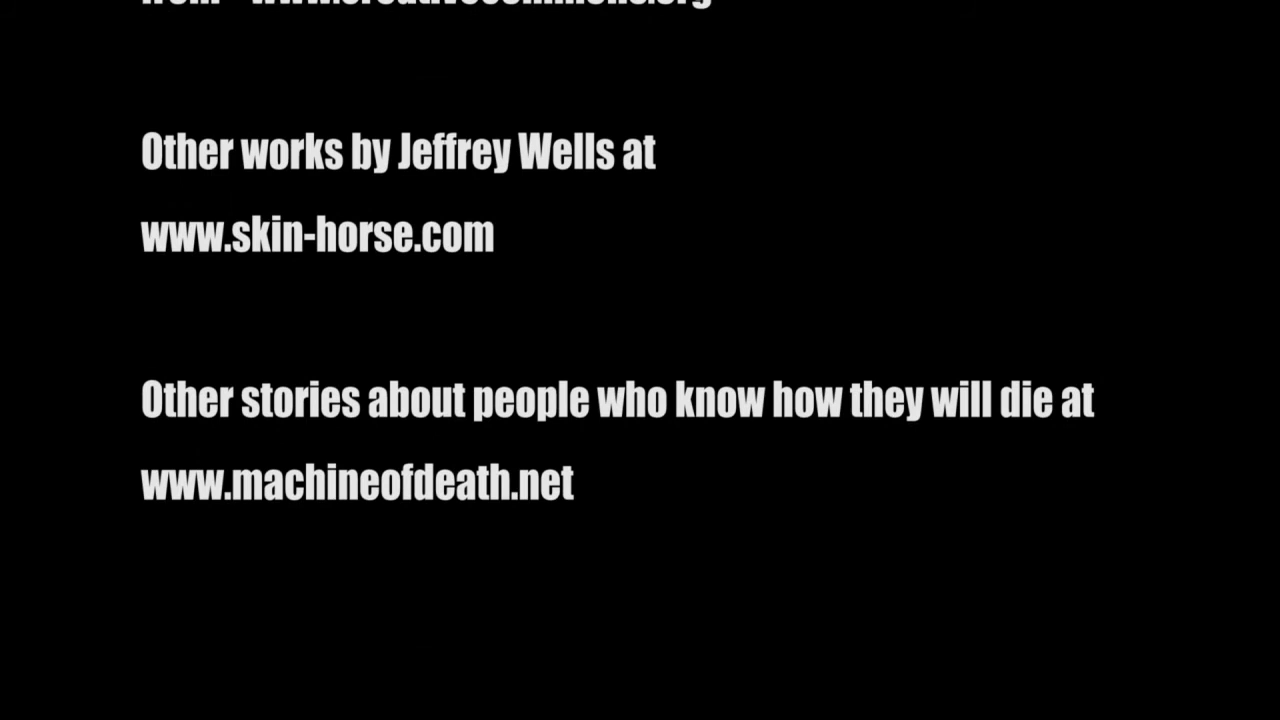 Other works by Jeffrey Wells at
www.skin-horse.com
Other stories about people who know how they will die at
www.machineofdeath.net